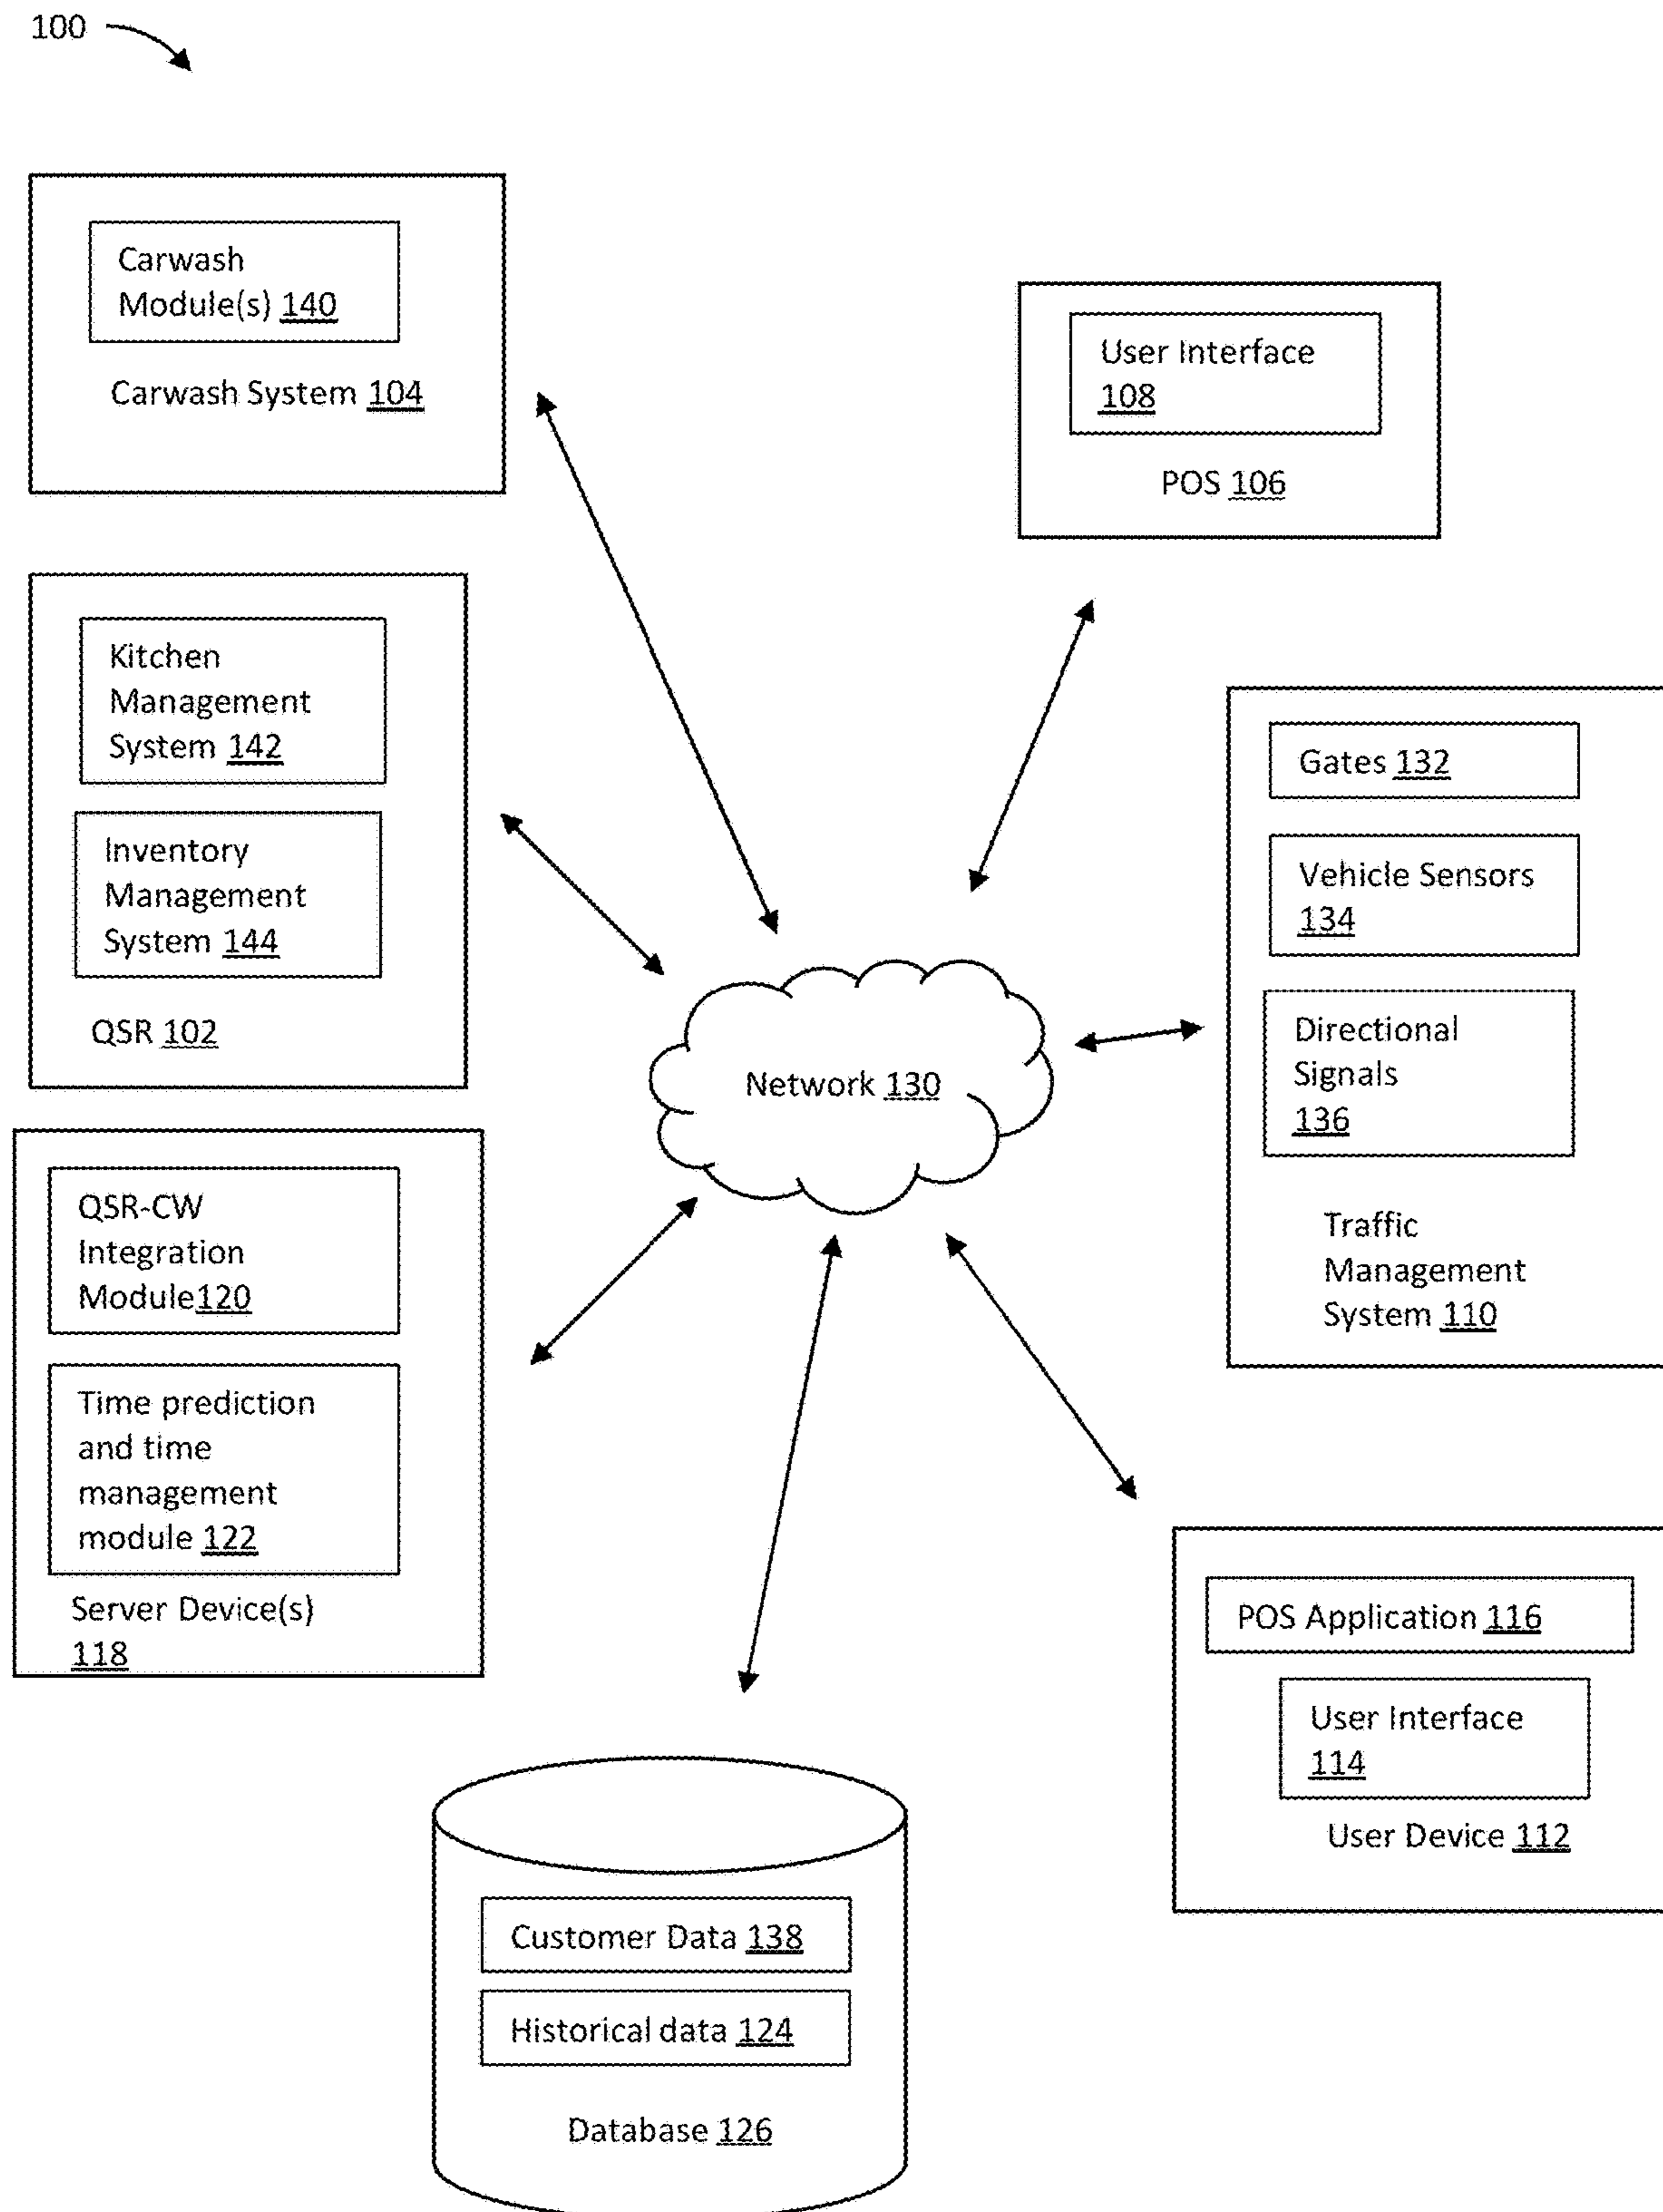 100
Carwash
Module(s) 140
Carwash System 104
User Interface
108
POS 106
Kitchen
Management
System 142
Inventory
Management
System 144
QSR 102
Gates 132
Vehicle Sensors
134
Directional
Signals
136
Traffic
Management
System 110
Network 130
QSR-CW
Integration
Module120
Time prediction
and time
management
module 122
Server Device(s)
118
POS Application 116
User Interface
114
User Device 112
Customer Data 138
Historical data 124
Database 126